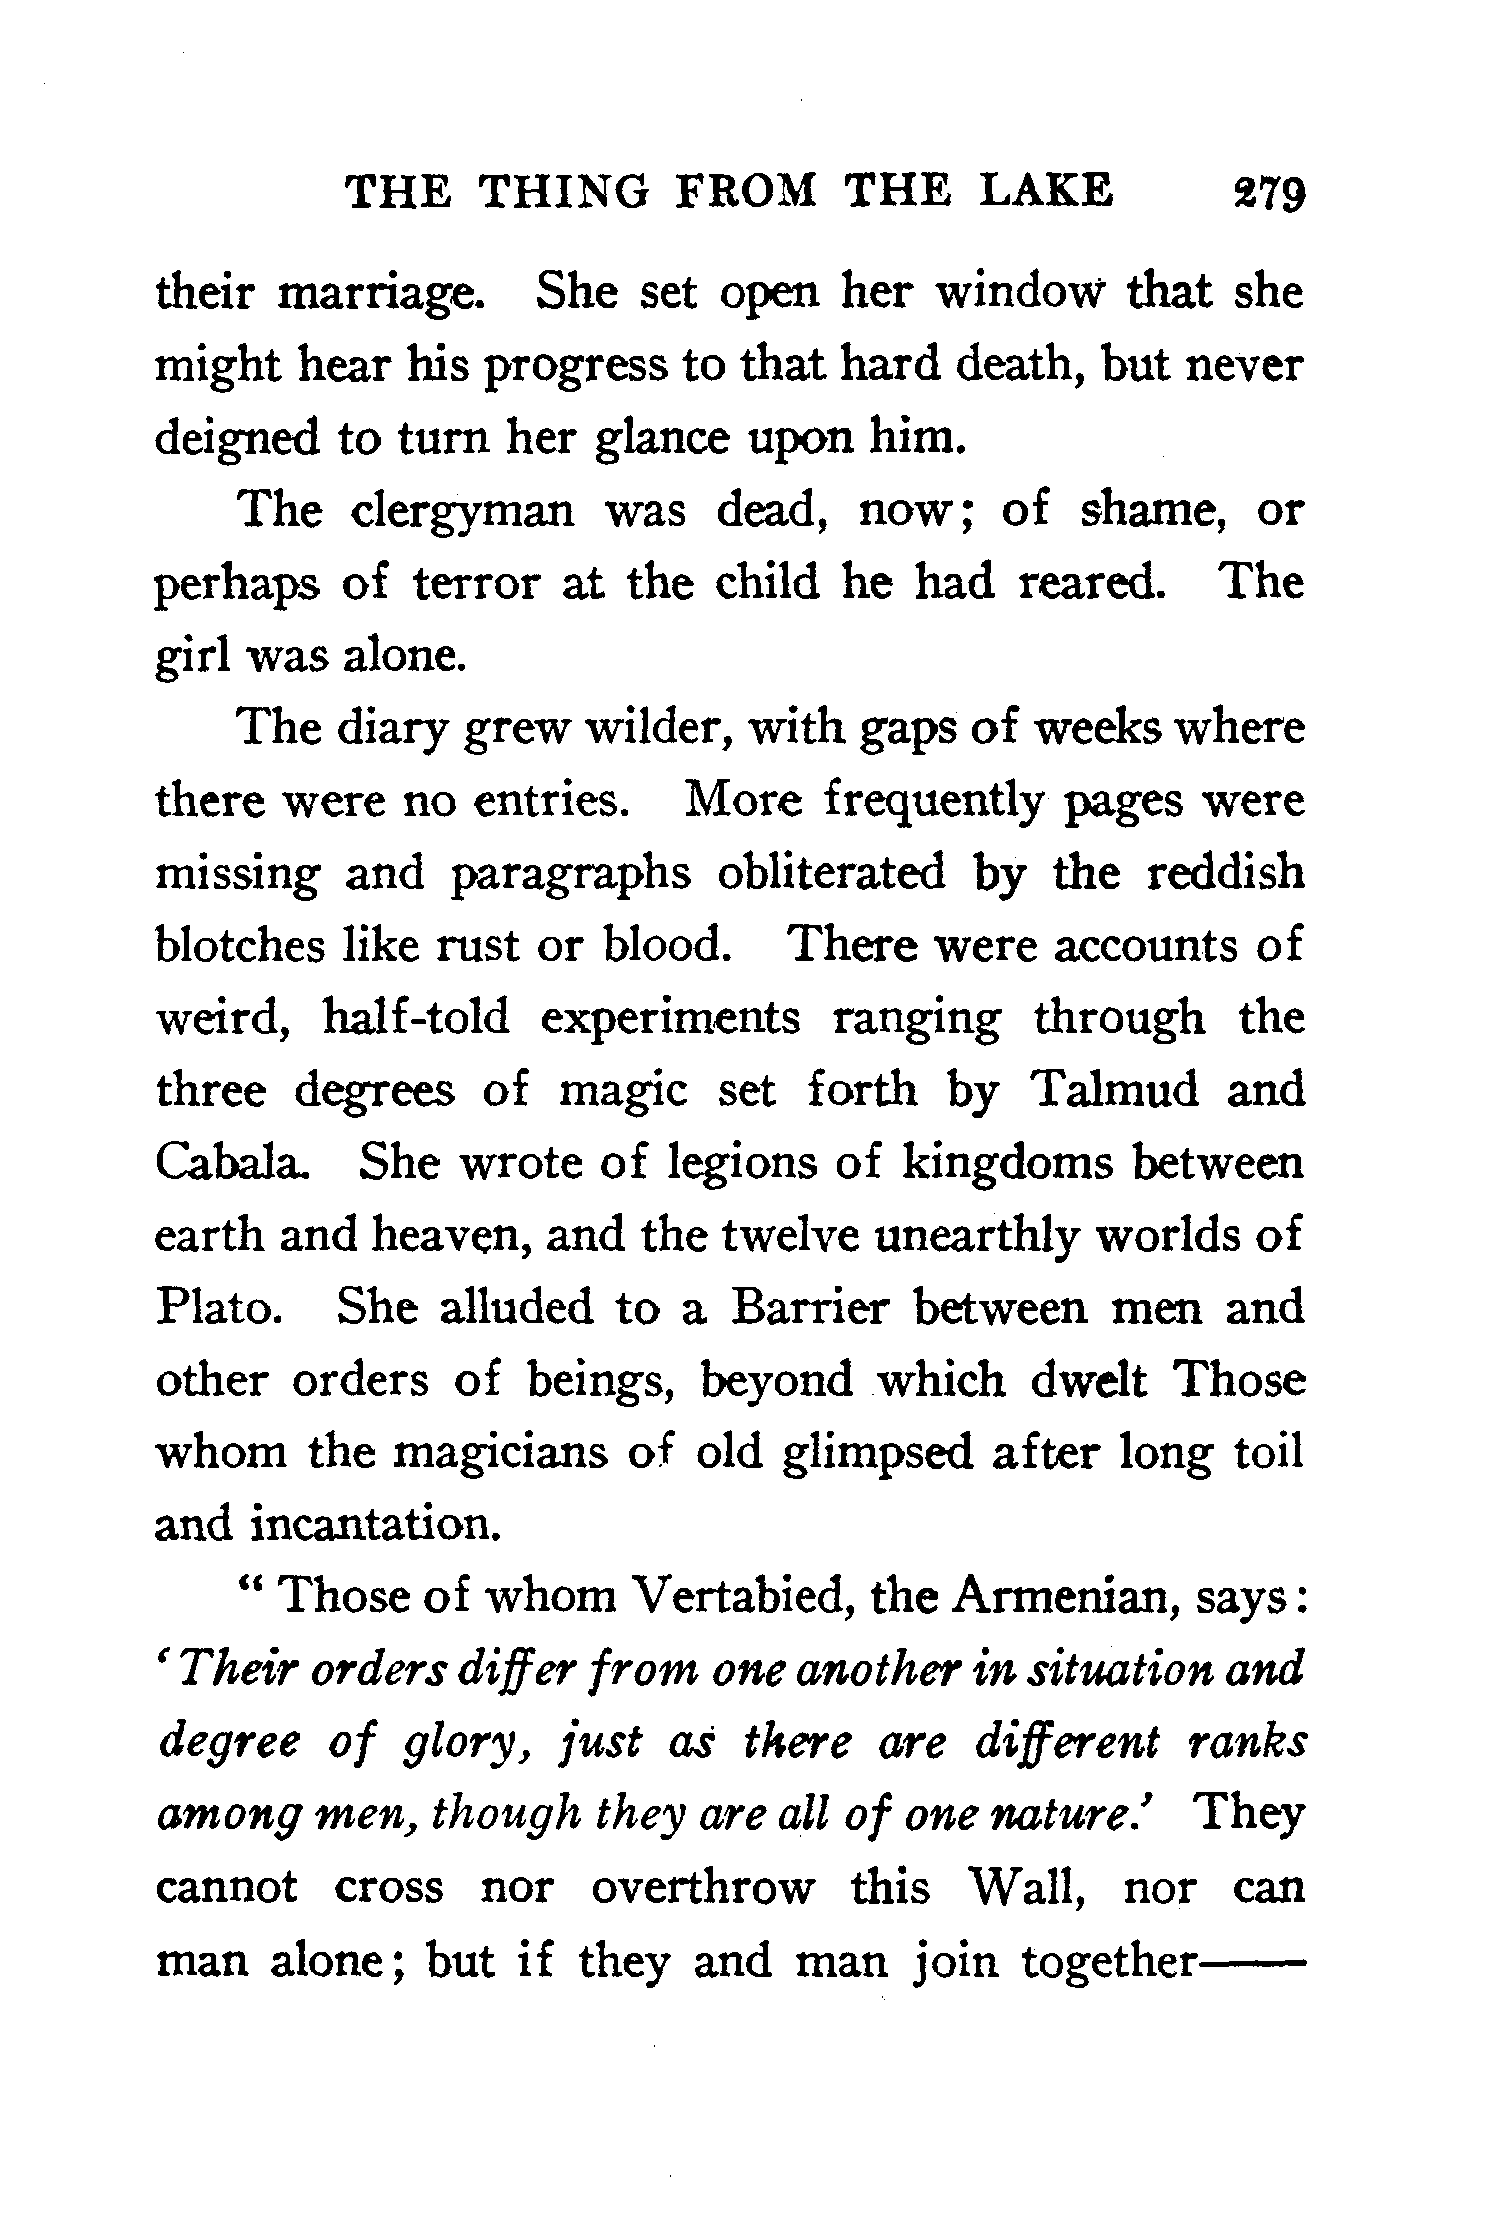 THE THING FROM THE LAKE 279
their marriage. She set open her window that she
might hear his progress to that hard death, but never
deigned to turn her glance upon him.
The clergyman was dead, now; of shame, or
perhaps of terror at the child he had reared. The
girl was alone.
The diary grew wilder, with gaps of weeks where
there were no entries. More frequently pages were
missing and paragraphs obliterated by the reddish
blotches like rust or blood. There were accounts of
weird, half-told experiments ranging through the
three degrees of magic set forth by Talmud and
Cabala. She wrote of legions of kingdoms between
earth and heaven, and the twelve unearthly worlds of
Plato. She alluded to a Barrier between men and
other orders of beings, beyond which dwelt Those
whom the magicians of old glimpsed after long toil
and incantation.
“ Those of whom Vertabied, the Armenian, says:
‘Their orders differ from one another in situation and
degree of glory, just as there are different ranks
among men, though they are all of one nature.’ They
cannot cross nor overthrow this Wall, nor can
man alone; but if they and man join together——